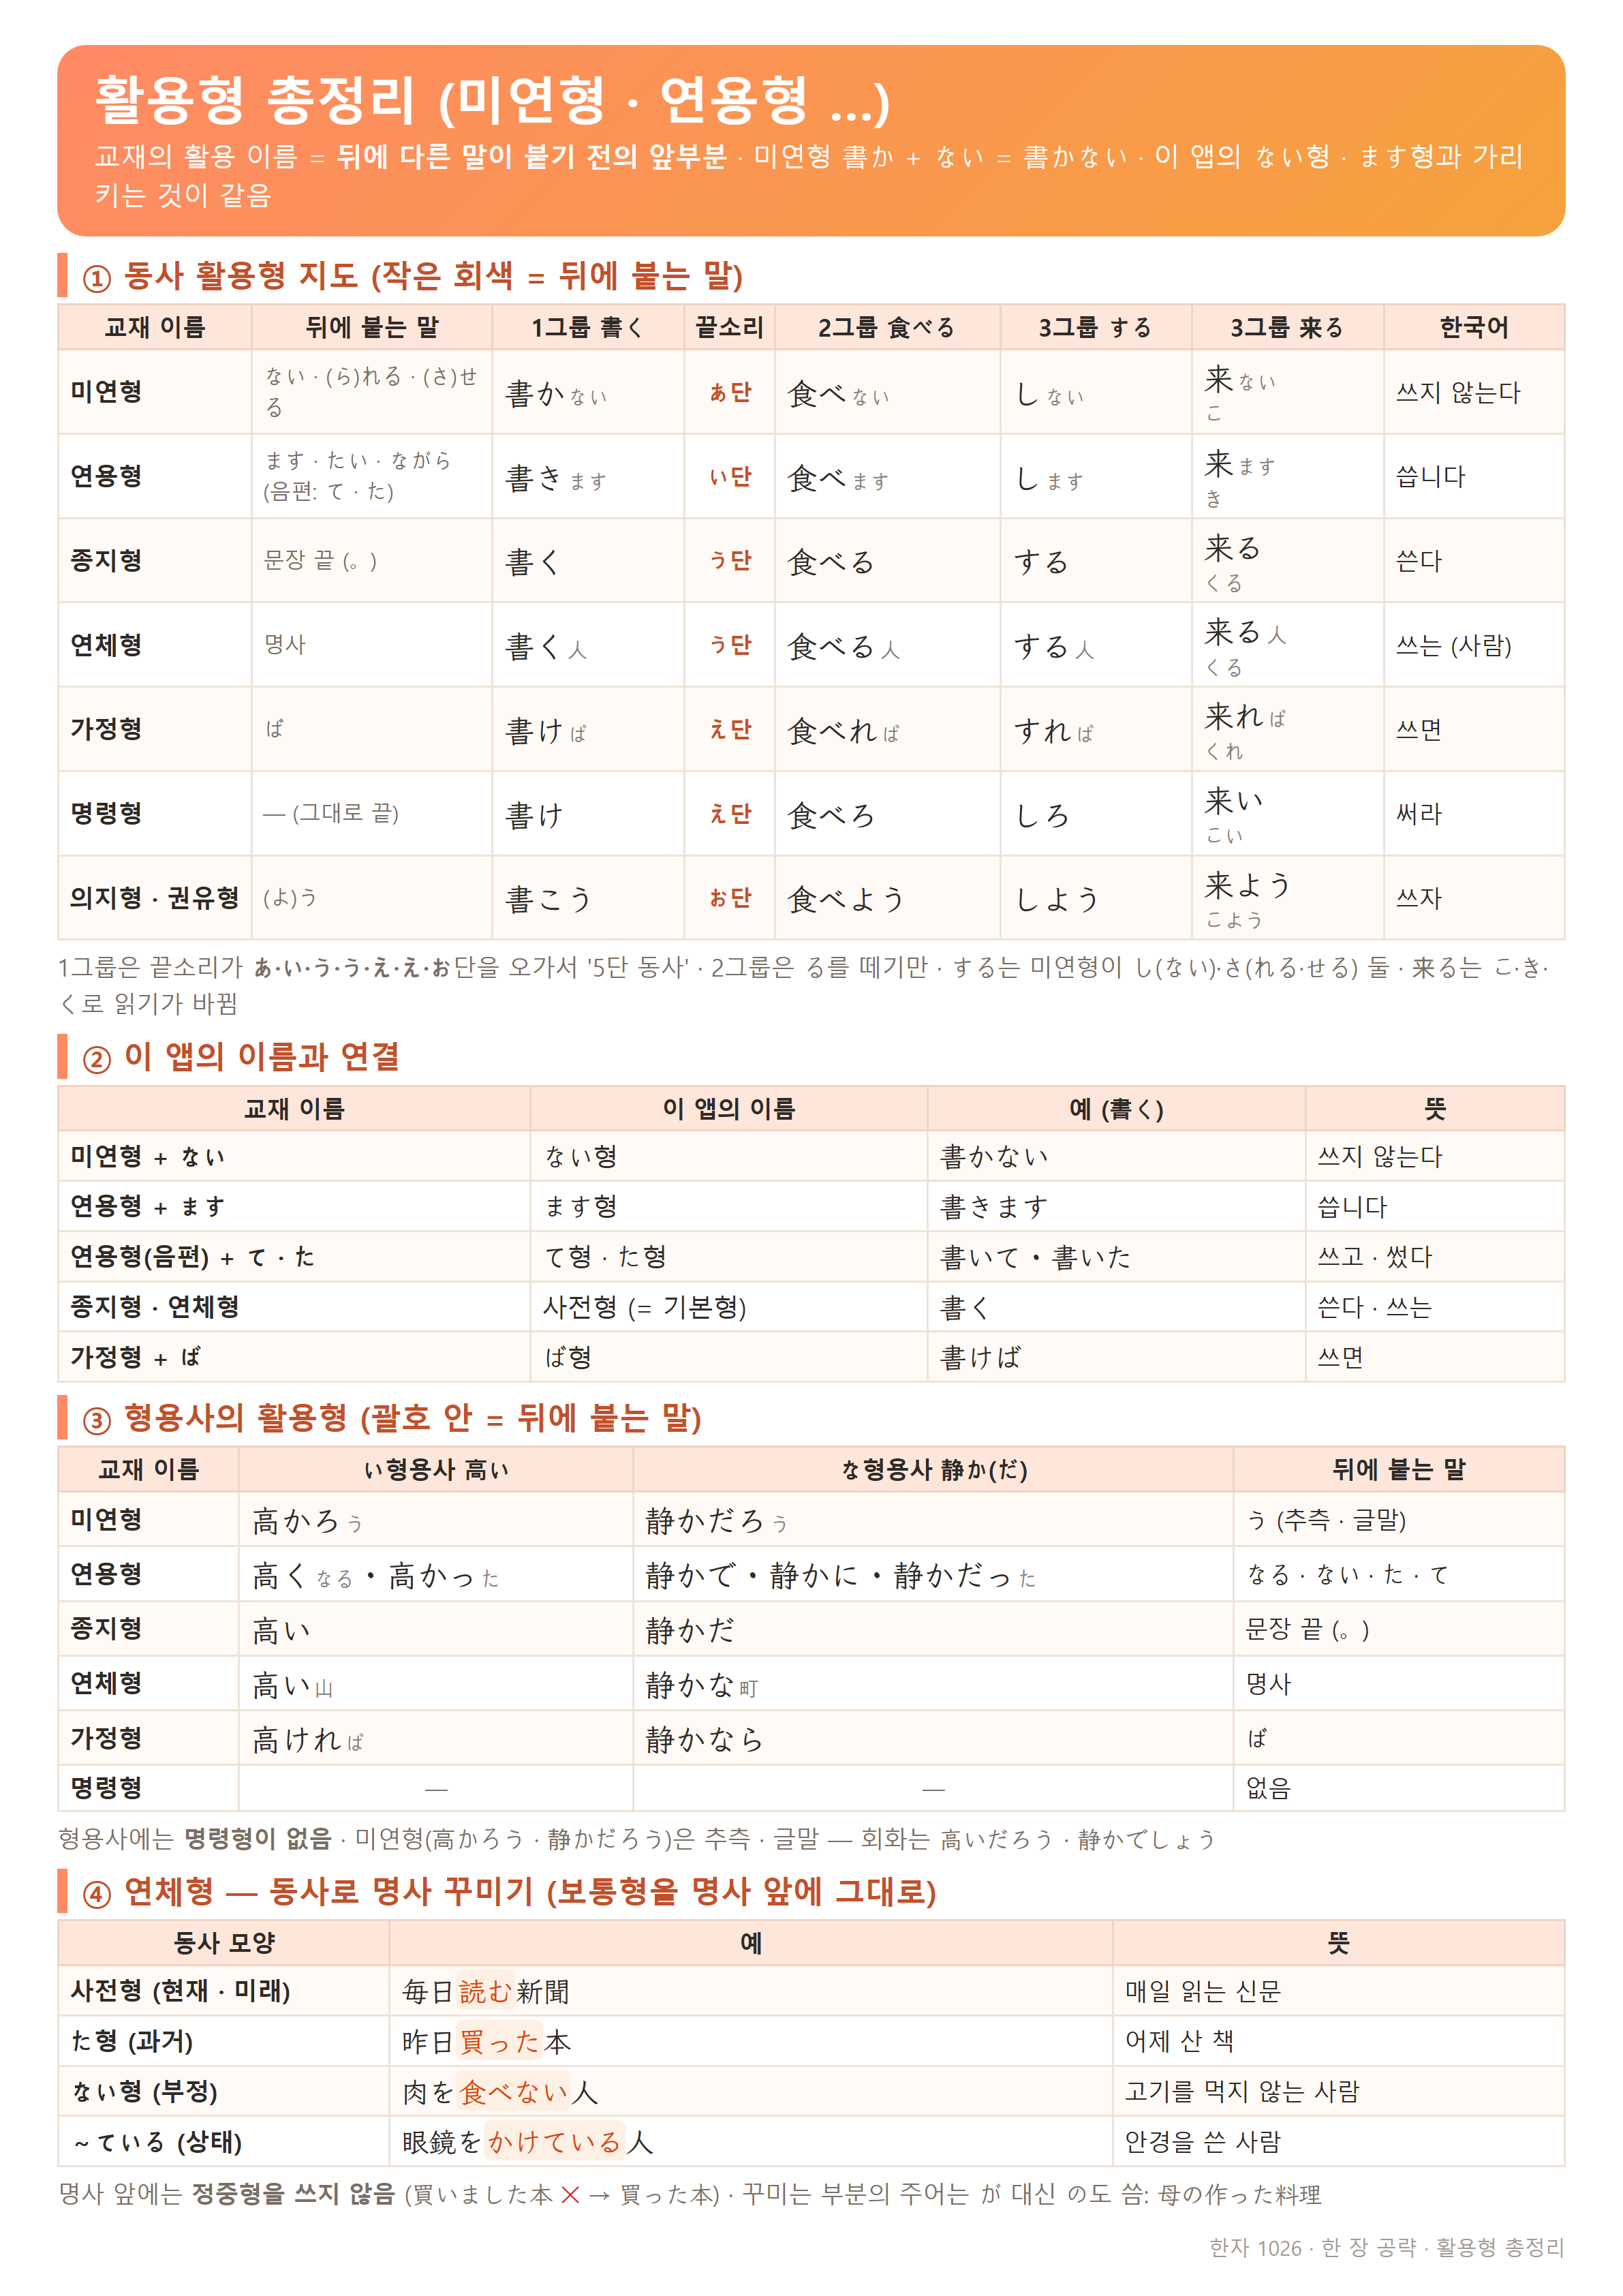 활용형 총정리 (미연형 · 연용형 …)
교재의 활용 이름 = 뒤에 다른 말이 붙기 전의 앞부분 · 미연형 書か + ない = 書かない · 이 앱의 ない형 · ます형과 가리
키는 것이 같음
① 동사 활용형 지도 (작은 회색 = 뒤에 붙는 말)
교재 이름 뒤에 붙는 말 1그룹 書く 끝소리 2그룹 食べる 3그룹 する 3그룹 来る 한국어
미연형 ない · (ら)れる · (さ)せる 書か ない あ단 食べ ない し ない 来 ない こ 쓰지 않는다
연용형 ます · たい · ながら (음편: て · た) 書き ます い단 食べ ます し ます 来 ます き 씁니다
종지형 문장 끝 (。) 書く う단 食べる する 来る くる 쓴다
연체형 명사 書く 人 う단 食べる 人 する 人 来る 人 くる 쓰는 (사람)
가정형 ば 書け ば え단 食べれ ば すれ ば 来れ ば くれ 쓰면
명령형 — (그대로 끝) 書け え단 食べろ しろ 来い こい 써라
의지형 · 권유형 (よ)う 書こう お단 食べよう しよう 来よう こよう 쓰자
1그룹은 끝소리가 あ·い·う·う·え·え·お단을 오가서 '5단 동사' · 2그룹은 る를 떼기만 · する는 미연형이 し(ない)·さ(れる·せる) 둘 · 来る는 こ·き·
く로 읽기가 바뀜
② 이 앱의 이름과 연결
교재 이름 이 앱의 이름 예 (書く) 뜻
미연형 + ない ない형 書かない 쓰지 않는다
연용형 + ます ます형 書きます 씁니다
연용형(음편) + て · た て형 · た형 書いて・書いた 쓰고 · 썼다
종지형 · 연체형 사전형 (= 기본형) 書く 쓴다 · 쓰는
가정형 + ば ば형 書けば 쓰면
③ 형용사의 활용형 (괄호 안 = 뒤에 붙는 말)
교재 이름 い형용사 高い な형용사 静か(だ) 뒤에 붙는 말
미연형 高かろ う 静かだろ う う (추측 · 글말)
연용형 高く なる・高かっ た 静かで・静かに・静かだっ た なる · ない · た · て
종지형 高い 静かだ 문장 끝 (。)
연체형 高い 山 静かな 町 명사
가정형 高けれ ば 静かなら ば
명령형 — — 없음
형용사에는 명령형이 없음 · 미연형(高かろう · 静かだろう)은 추측 · 글말 — 회화는 高いだろう · 静かでしょう
④ 연체형 — 동사로 명사 꾸미기 (보통형을 명사 앞에 그대로)
동사 모양 예 뜻
사전형 (현재 · 미래) 毎日読む新聞 매일 읽는 신문
た형 (과거) 昨日買った本 어제 산 책
ない형 (부정) 肉を食べない人 고기를 먹지 않는 사람
~ている (상태) 眼鏡をかけている人 안경을 쓴 사람
명사 앞에는 정중형을 쓰지 않음 (買いました本 ✕ → 買った本) · 꾸미는 부분의 주어는 が 대신 の도 씀: 母の作った料理
한자 1026 · 한 장 공략 · 활용형 총정리